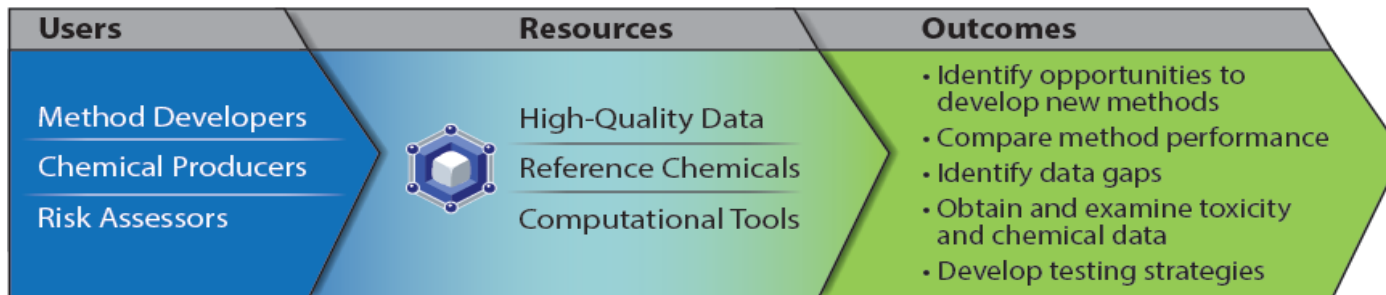 Users
Method Developers
Chemical Producers
Risk Assessors
Resources
High-Quality Data
Reference Chemicals
Computational Tools
Outcomes
• Identify opportunities to
develop new methods
• Compare method performance
• Identify data gaps
• Obtain and examine toxicity
and chemical data
• Develop testing strategies